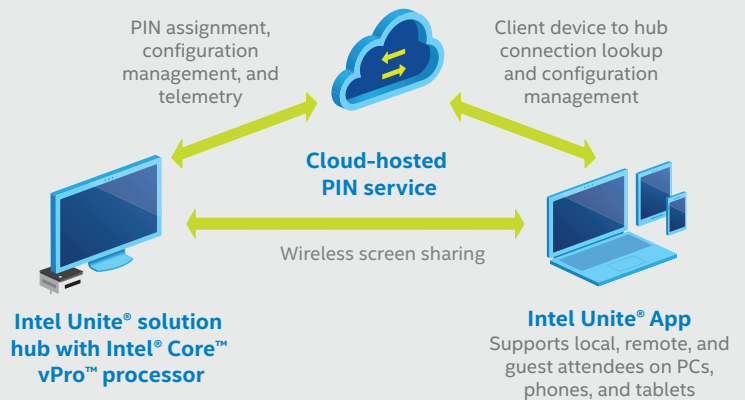 PIN assignment,
configuration
management, and
telemetry
Client device to hub
connection lookup
and configuration
management
Cloud-hosted
PIN service
Wireless screen sharing
Intel Unite® solution
hub with Intel® Core™
vPro™ processor
Intel Unite® App
Supports local, remote, and
guest attendees on PCs,
phones, and tablets